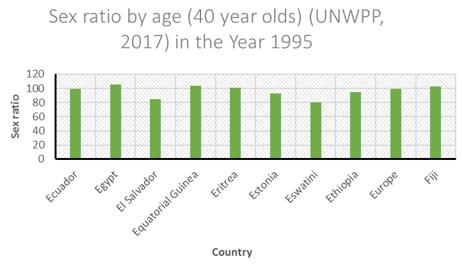 Sex ratio by age (40 year olds) (UNWPP,
2017) in the Year 1995
Sex ratio
120
100
80
60
40
20
0
Ecuador
Egypt
El Salvador
Equatorial Guinea
Eritrea
Estonia
Eswatini
Ethiopia
Europe
Fiji
Country